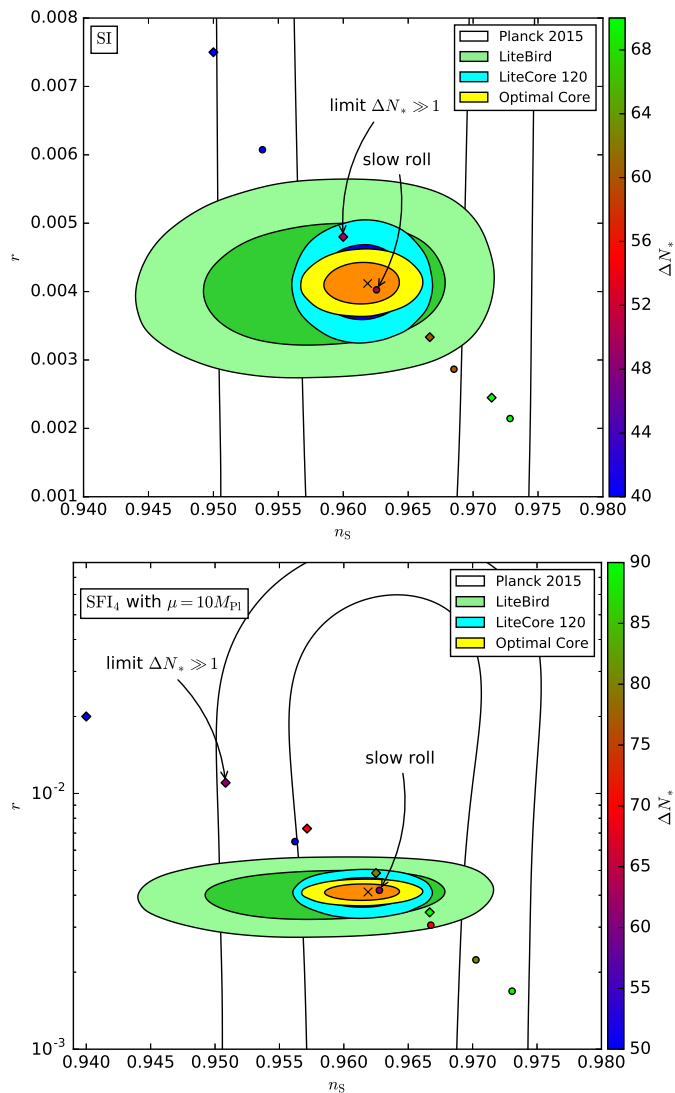 SI
Planck 2015
LiteBird
LiteCore 120
Optimal Core
limit ΔN* ≫ 1
slow roll
0.008
0.007
0.006
0.005
0.004
0.003
0.002
0.001
r
0.940 0.945 0.950 0.955 0.960 0.965 0.970 0.975 0.980
n_S
68
64
60
56
52
48
44
40
ΔN*
SFI_4 with μ = 10M_Pl
Planck 2015
LiteBird
LiteCore 120
Optimal Core
limit ΔN* ≫ 1
slow roll
10^-2
10^-3
r
0.940 0.945 0.950 0.955 0.960 0.965 0.970 0.975 0.980
n_S
90
85
80
75
70
65
60
55
50
ΔN*